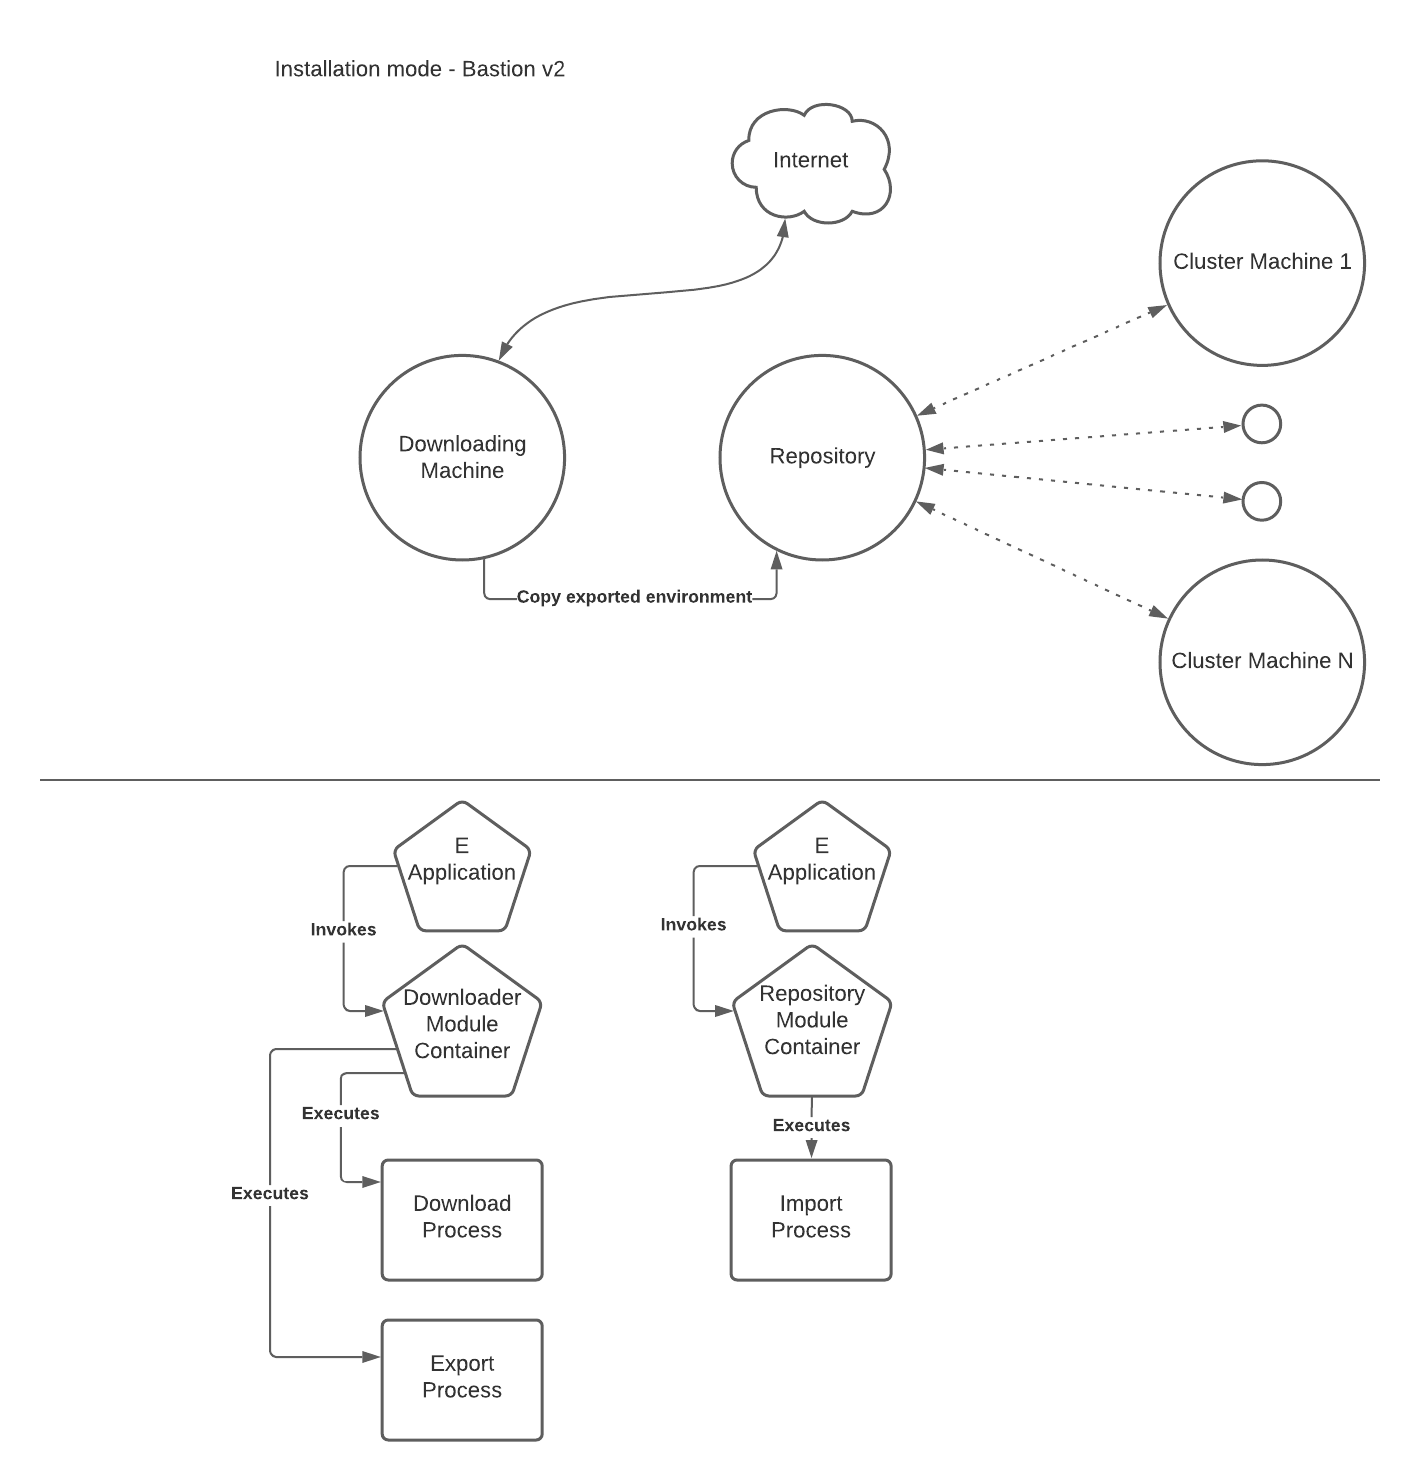 Installation mode - Bastion v2
Internet
Cluster Machine 1
Downloading
Machine
Repository
Copy exported environment
Cluster Machine N
E
Application
Invokes
Downloader
Module
Container
Executes
Executes
Download
Process
Export
Process
E
Application
Invokes
Repository
Module
Container
Executes
Import
Process